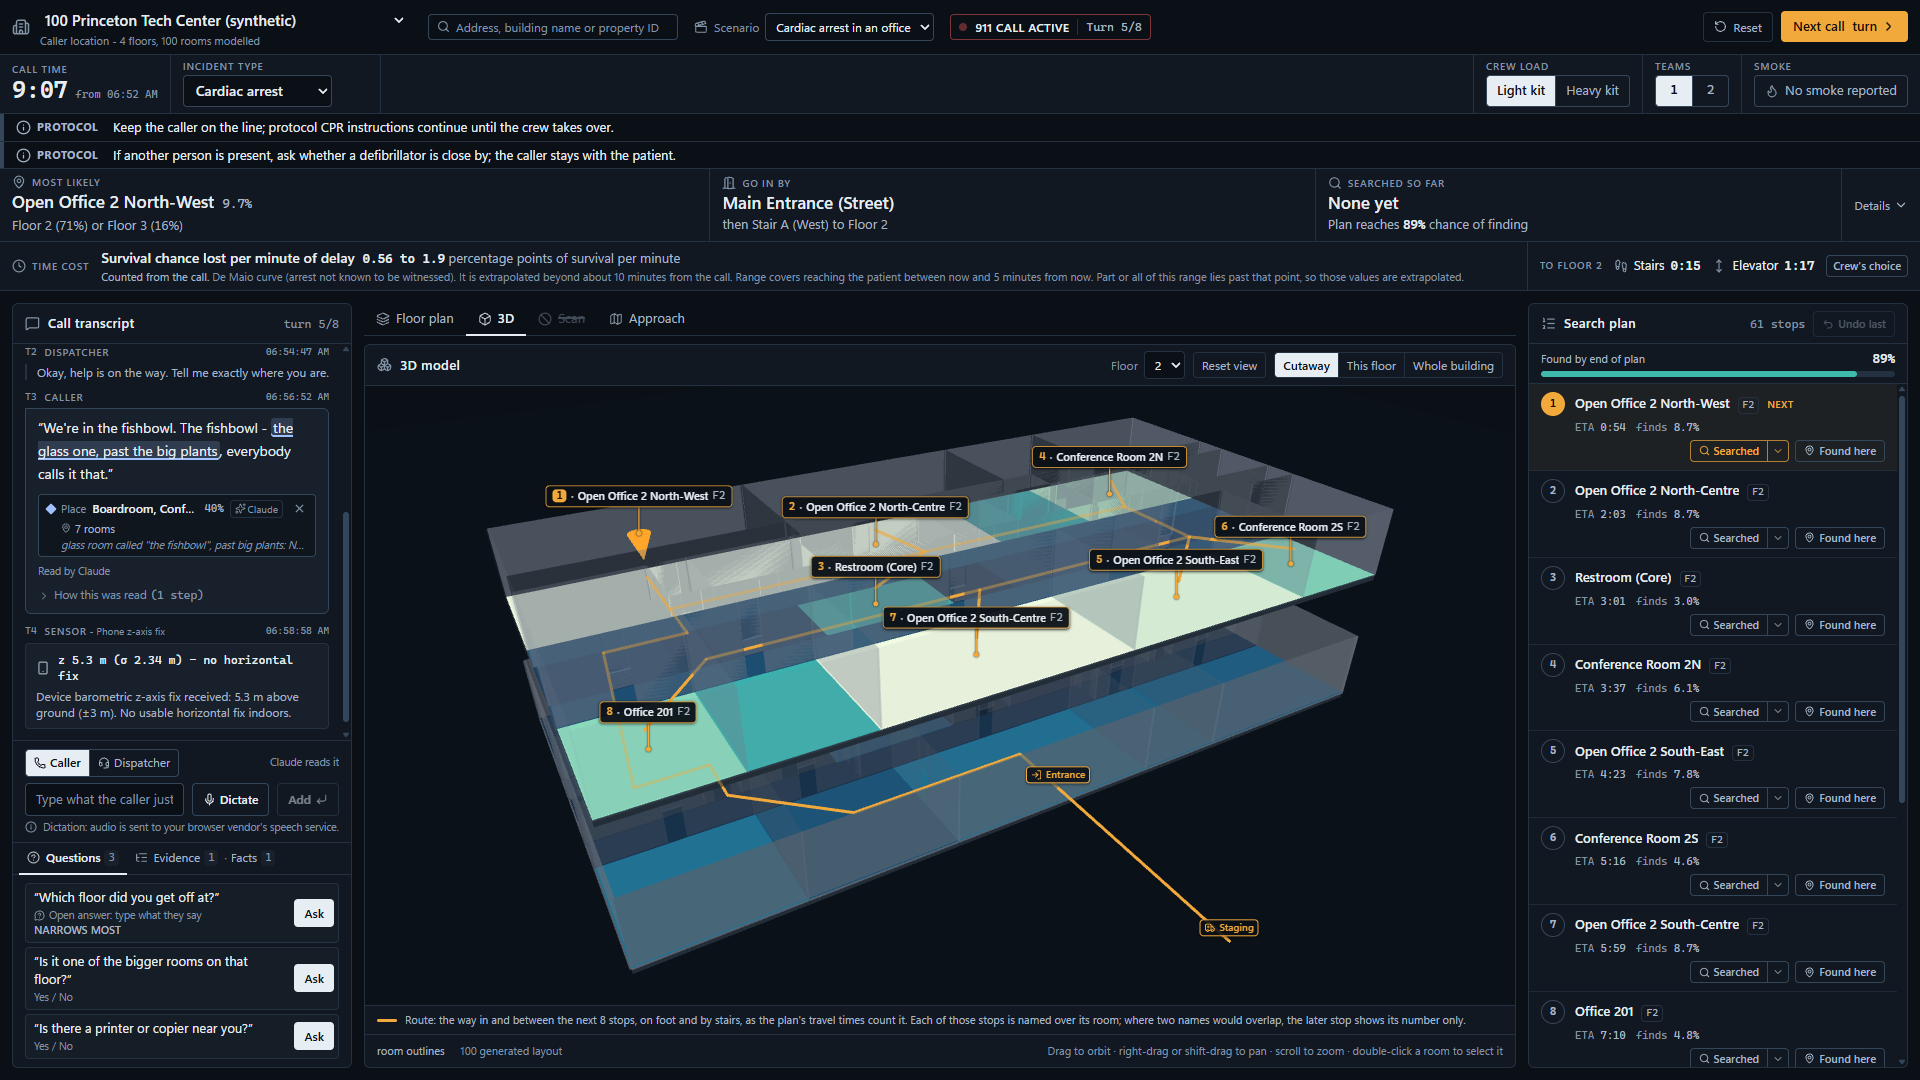 100 Princeton Tech Center (synthetic)
Caller location - 4 floors, 100 rooms modelled
Address, building name or property ID
Scenario
Cardiac arrest in an office
911 CALL ACTIVE Turn 5/8
Reset
Next call turn
CALL TIME
9:07 from 06:52 AM
INCIDENT TYPE
Cardiac arrest
CREW LOAD
Light kit Heavy kit
TEAMS
1 2
SMOKE
No smoke reported
PROTOCOL Keep the caller on the line; protocol CPR instructions continue until the crew takes over.
PROTOCOL If another person is present, ask whether a defibrillator is close by; the caller stays with the patient.
MOST LIKELY
Open Office 2 North-West 9.7%
Floor 2 (71%) or Floor 3 (16%)
GO IN BY
Main Entrance (Street)
then Stair A (West) to Floor 2
SEARCHED SO FAR
None yet
Plan reaches 89% chance of finding
Details
TIME COST
Survival chance lost per minute of delay 0.56 to 1.9 percentage points of survival per minute
Counted from the call. De Maio curve (arrest not known to be witnessed). It is extrapolated beyond about 10 minutes from the call. Range covers reaching the patient between now and 5 minutes from now. Part or all of this range lies past that point, so those values are extrapolated.
TO FLOOR 2 Stairs 0:15 Elevator 1:17 Crew's choice
Call transcript turn 5/8
T2 DISPATCHER 06:54:47 AM
Okay, help is on the way. Tell me exactly where you are.
T3 CALLER 06:56:52 AM
“We're in the fishbowl. The fishbowl - the
glass one, past the big plants, everybody
calls it that.”
Place Boardroom, Conf... 40% Claude
7 rooms
glass room called "the fishbowl", past big plants: N...
Read by Claude
How this was read (1 step)
T4 SENSOR - Phone z-axis fix 06:58:58 AM
z 5.3 m (σ 2.34 m) — no horizontal
fix
Device barometric z-axis fix received: 5.3 m above
ground (±3 m). No usable horizontal fix indoors.
Caller Dispatcher Claude reads it
Type what the caller just
Dictate
Add
Dictation: audio is sent to your browser vendor's speech service.
Questions 3 Evidence 1 · Facts 1
“Which floor did you get off at?”
Open answer: type what they say
NARROWS MOST
Ask
“Is it one of the bigger rooms on that
floor?”
Yes / No
Ask
“Is there a printer or copier near you?”
Yes / No
Ask
Floor plan 3D Scan Approach
3D model
Floor 2 Reset view Cutaway This floor Whole building
4 · Conference Room 2N F2
1 · Open Office 2 North-West F2
2 · Open Office 2 North-Centre F2
6 · Conference Room 2S F2
5 · Open Office 2 South-East F2
3 · Restroom (Core) F2
7 · Open Office 2 South-Centre F2
8 · Office 201 F2
Entrance
Staging
Route: the way in and between the next 8 stops, on foot and by stairs, as the plan's travel times count it. Each of those stops is named over its room; where two names would overlap, the later stop shows its number only.
room outlines 100 generated layout
Drag to orbit · right-drag or shift-drag to pan · scroll to zoom · double-click a room to select it
Search plan 61 stops Undo last
Found by end of plan 89%
1 Open Office 2 North-West F2 NEXT
ETA 0:54 finds 8.7%
Searched Found here
2 Open Office 2 North-Centre F2
ETA 2:03 finds 8.7%
Searched Found here
3 Restroom (Core) F2
ETA 3:01 finds 3.0%
Searched Found here
4 Conference Room 2N F2
ETA 3:37 finds 6.1%
Searched Found here
5 Open Office 2 South-East F2
ETA 4:23 finds 7.8%
Searched Found here
6 Conference Room 2S F2
ETA 5:16 finds 4.6%
Searched Found here
7 Open Office 2 South-Centre F2
ETA 5:59 finds 8.7%
Searched Found here
8 Office 201 F2
ETA 7:10 finds 4.8%
Searched Found here